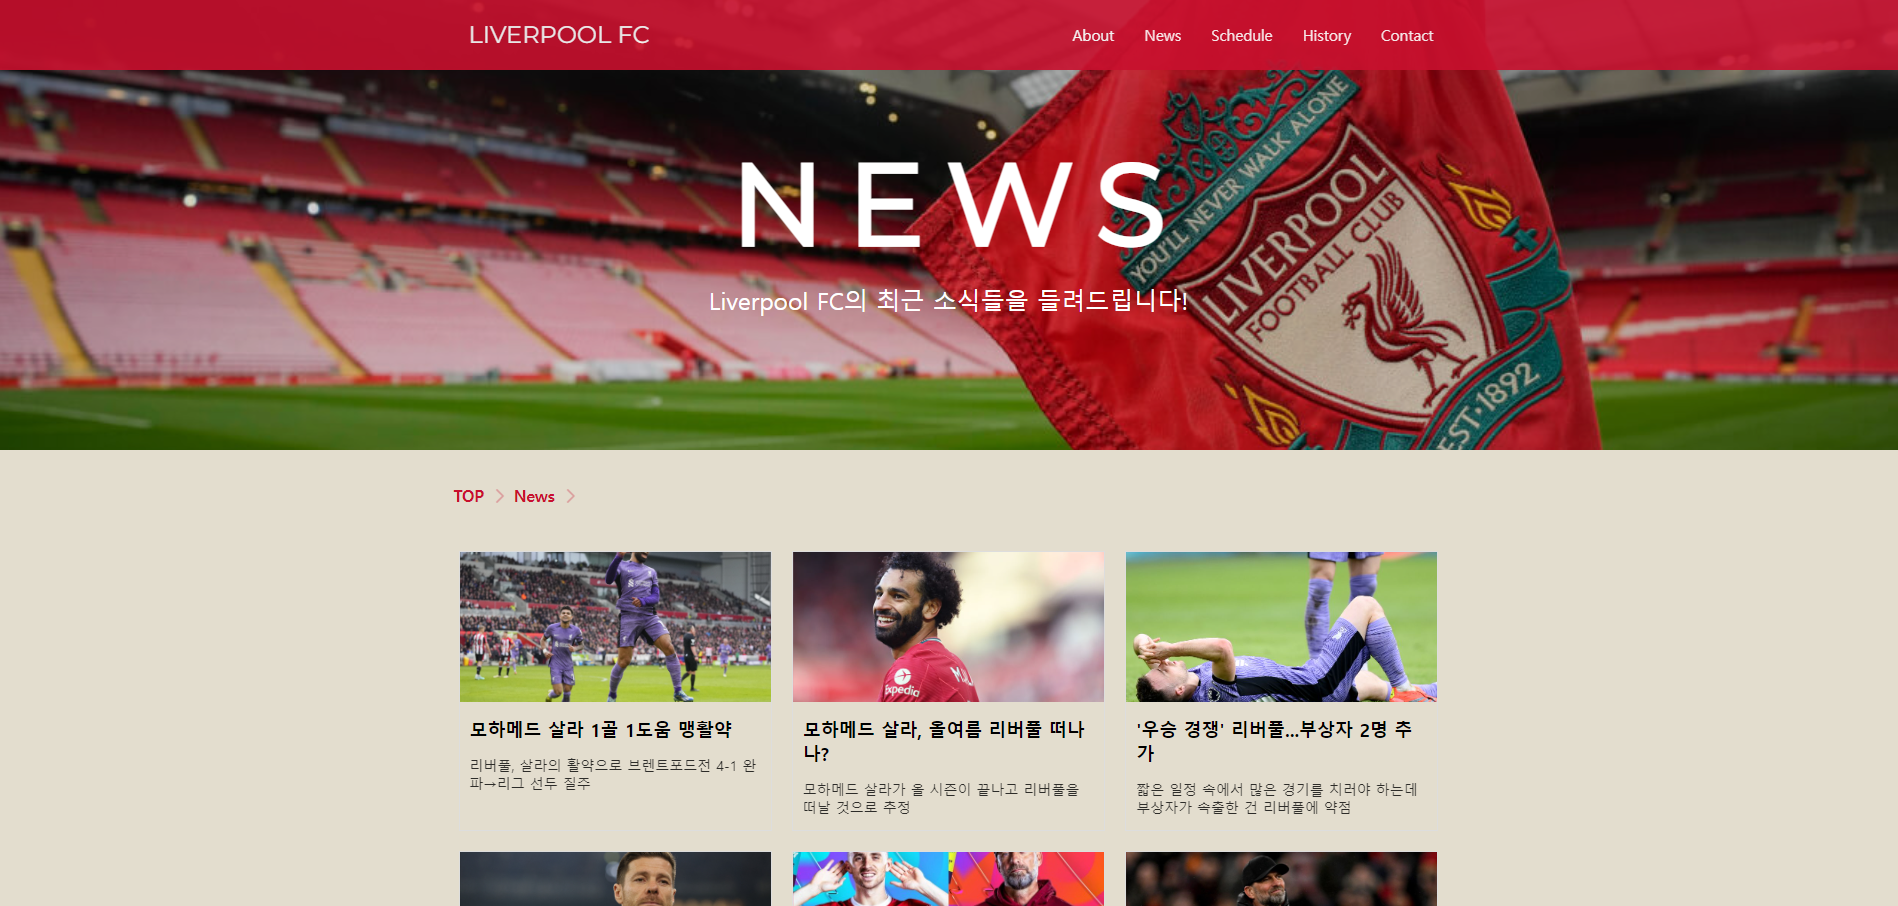 LIVERPOOL FC
About
News
Schedule
History
Contact
YOU'LL NEVER WALK ALONE
NEWS
LIVERPOOL
FOOTBALL CLUB
Liverpool FC의 최근 소식들을 들려드립니다!
EST·1892
TOP
News
Expedia
모하메드 살라 1골 1도움 맹활약
리버풀, 살라의 활약으로 브렌트포드전 4-1 완
파→리그 선두 질주
모하메드 살라, 올여름 리버풀 떠나
나?
모하메드 살라가 올 시즌이 끝나고 리버풀을
떠날 것으로 추정
'우승 경쟁' 리버풀...부상자 2명 추
가
짧은 일정 속에서 많은 경기를 치러야 하는데
부상자가 속출한 건 리버풀에 약점